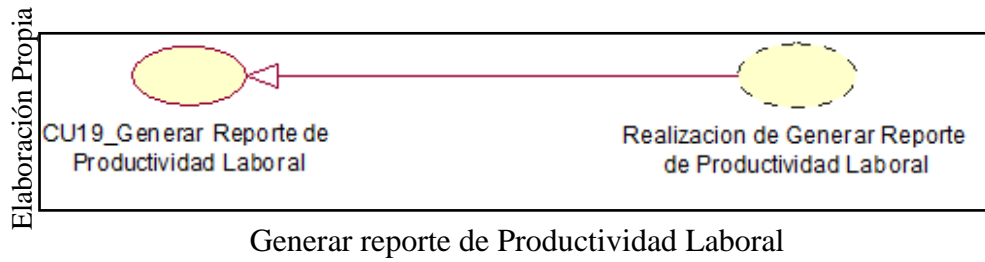 Elaboración Propia
CU19_Generar Reporte de
Productividad Laboral
Realizacion de Generar Reporte
de Productividad Laboral
Generar reporte de Productividad Laboral